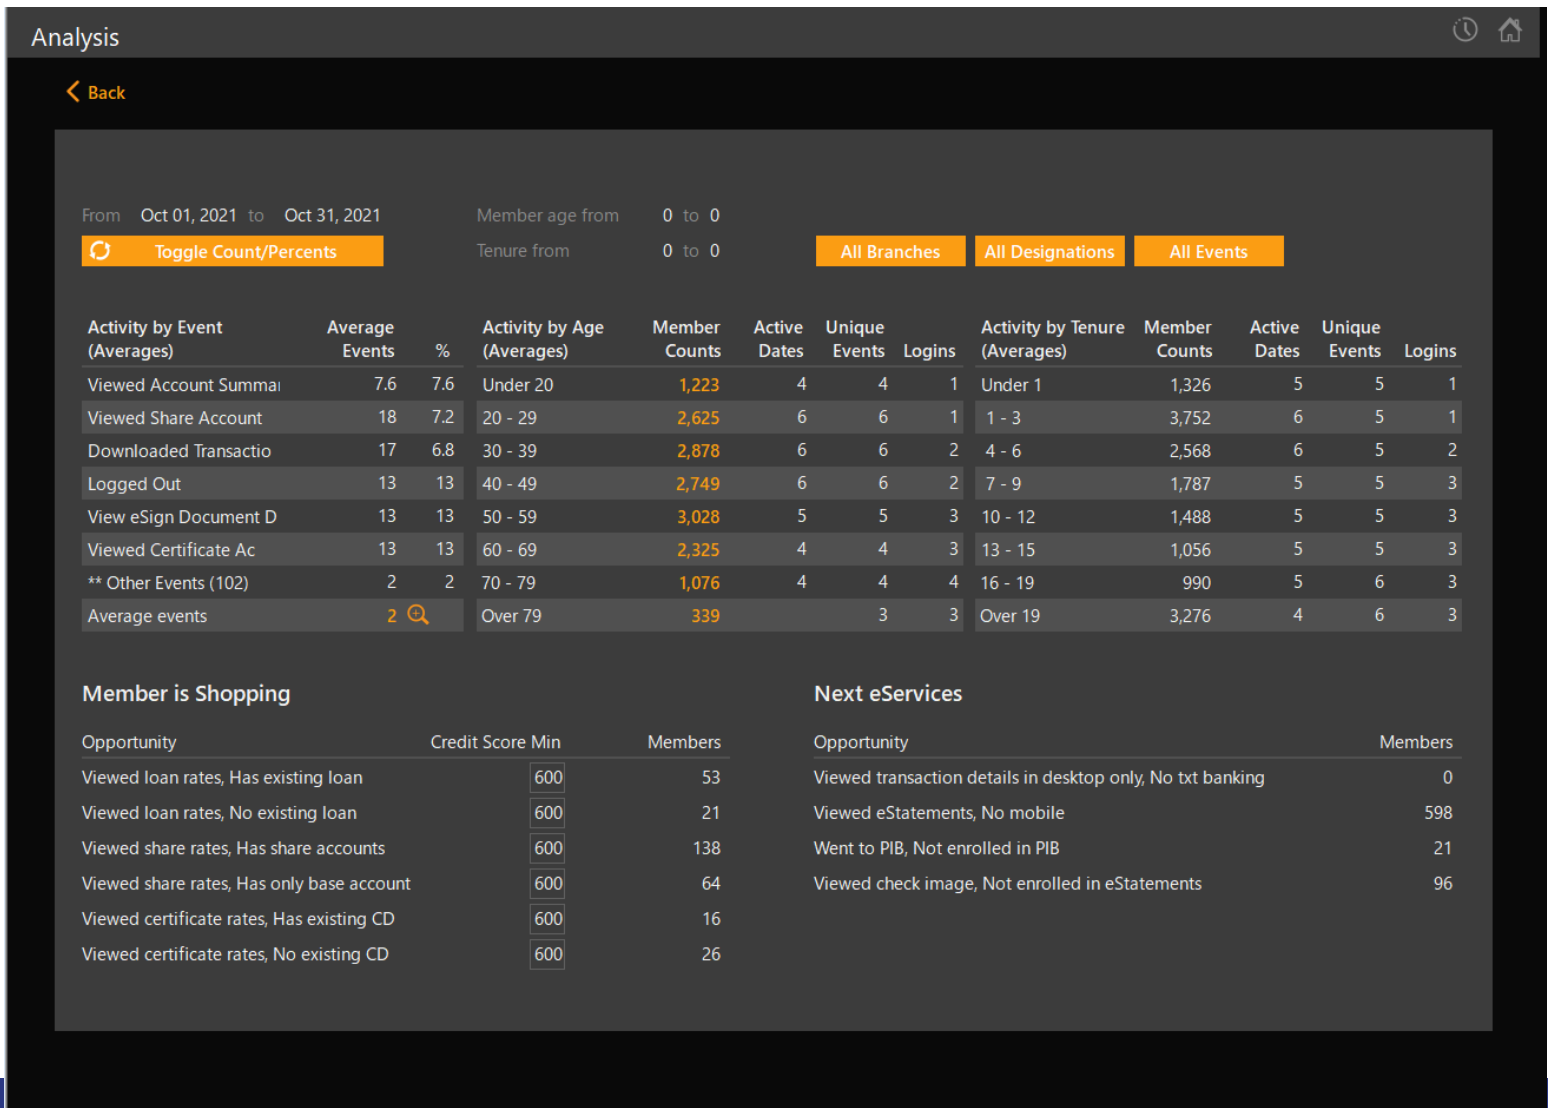 Analysis
Back
From Oct 01, 2021 to Oct 31, 2021 Member age from 0 to 0
Toggle Count/Percents Tenure from 0 to 0 All Branches All Designations All Events
Activity by Event Average Activity by Age Member Active Unique Activity by Tenure Member Active Unique
(Averages) Events % (Averages) Counts Dates Events Logins (Averages) Counts Dates Events Logins
Viewed Account Summar 7.6 7.6 Under 20 1,223 4 4 1 Under 1 1,326 5 5 1
Viewed Share Account 18 7.2 20 - 29 2,625 6 6 1 1 - 3 3,752 6 5 1
Downloaded Transactio 17 6.8 30 - 39 2,878 6 6 2 4 - 6 2,568 6 5 2
Logged Out 13 13 40 - 49 2,749 6 6 2 7 - 9 1,787 5 5 3
View eSign Document D 13 13 50 - 59 3,028 5 5 3 10 - 12 1,488 5 5 3
Viewed Certificate Ac 13 13 60 - 69 2,325 4 4 3 13 - 15 1,056 5 5 3
** Other Events (102) 2 2 70 - 79 1,076 4 4 4 16 - 19 990 5 6 3
Average events 2 Over 79 339 3 3 Over 19 3,276 4 6 3
Member is Shopping Next eServices
Opportunity Credit Score Min Members Opportunity Members
Viewed loan rates, Has existing loan 600 53 Viewed transaction details in desktop only, No txt banking 0
Viewed loan rates, No existing loan 600 21 Viewed eStatements, No mobile 598
Viewed share rates, Has share accounts 600 138 Went to PIB, Not enrolled in PIB 21
Viewed share rates, Has only base account 600 64 Viewed check image, Not enrolled in eStatements 96
Viewed certificate rates, Has existing CD 600 16
Viewed certificate rates, No existing CD 600 26